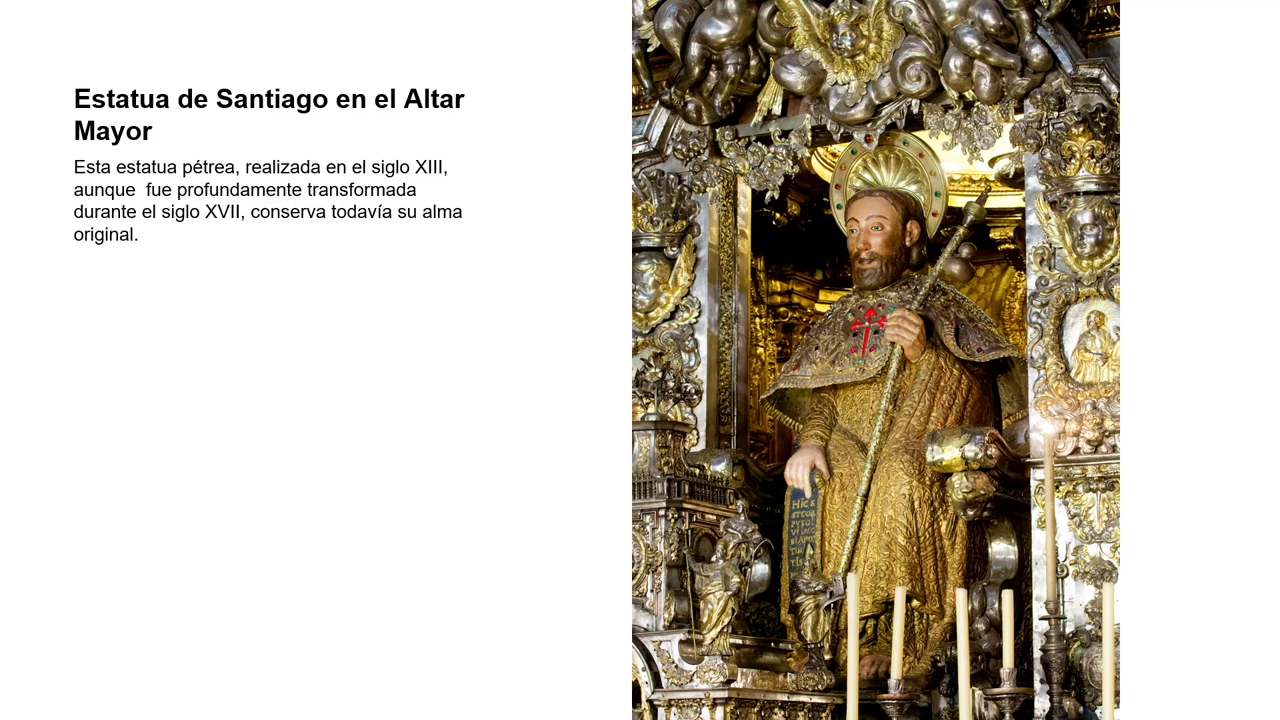 Estatua de Santiago en el Altar
Mayor
Esta estatua pétrea, realizada en el siglo XIII,
aunque  fue profundamente transformada
durante el siglo XVII, conserva todavía su alma
original.
HIC E